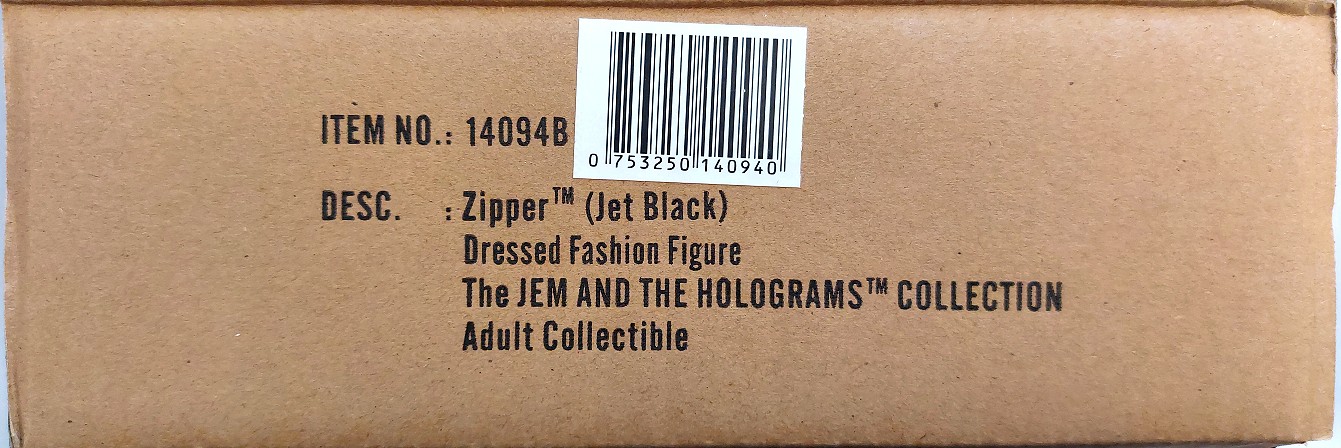 ITEM NO.: 14094B
0 753250 140940
DESC. : Zipper™ (Jet Black)
Dressed Fashion Figure
The JEM AND THE HOLOGRAMS™ COLLECTION
Adult Collectible